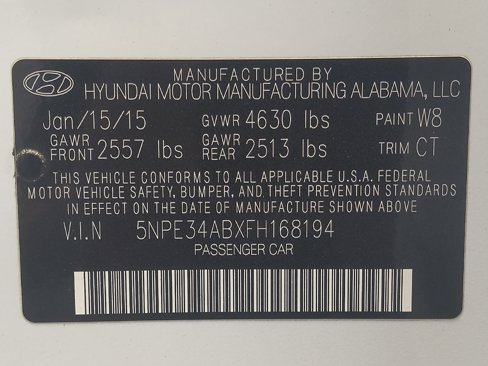 MANUFACTURED BY
HYUNDAI MOTOR MANUFACTURING ALABAMA, LLC
Jan/15/15 GVWR 4630 lbs PAINT W8
GAWR FRONT 2557 lbs GAWR REAR 2513 lbs TRIM CT
THIS VEHICLE CONFORMS TO ALL APPLICABLE U.S.A. FEDERAL
MOTOR VEHICLE SAFETY, BUMPER, AND THEFT PREVENTION STANDARDS
IN EFFECT ON THE DATE OF MANUFACTURE SHOWN ABOVE
V.I.N 5NPE34ABXFH168194
PASSENGER CAR